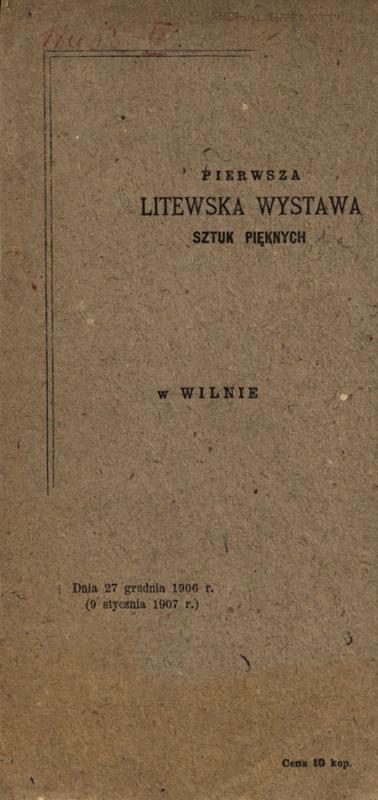 PIERWSZA
LITEWSKA WYSTAWA
SZTUK PIĘKNYCH
w WILNIE
Dnia 27 grudnia 1906 r.
(9 stycznia 1907 r.)
Cena 10 kop.